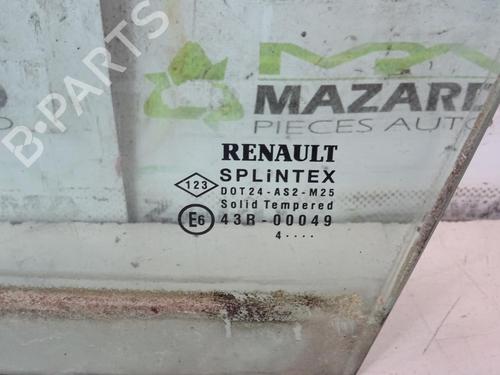 MAZARD
PIECES AUTO
B-PARTS
RENAULT
SPLiNTEX
123
DOT24-AS2-M25
Solid Tempered
E6 43R-00049
4 ····